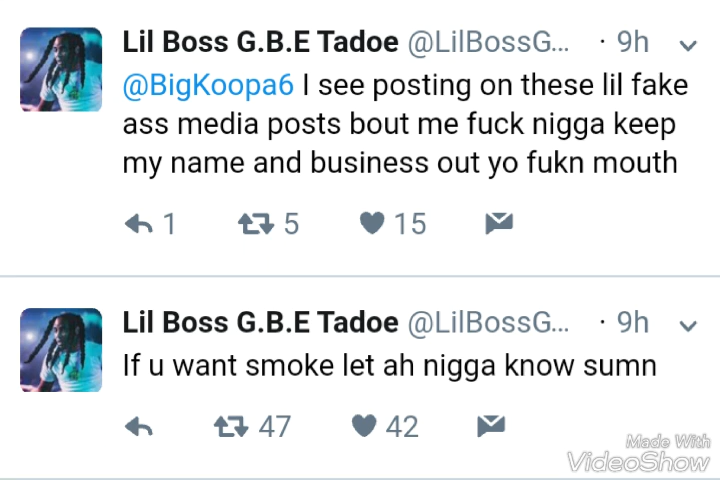 Lil Boss G.B.E Tadoe @LilBossG... · 9h
@BigKoopa6 I see posting on these lil fake
ass media posts bout me fuck nigga keep
my name and business out yo fukn mouth
1 5 15
Lil Boss G.B.E Tadoe @LilBossG... · 9h
If u want smoke let ah nigga know sumn
47 42
Made With
VideoShow